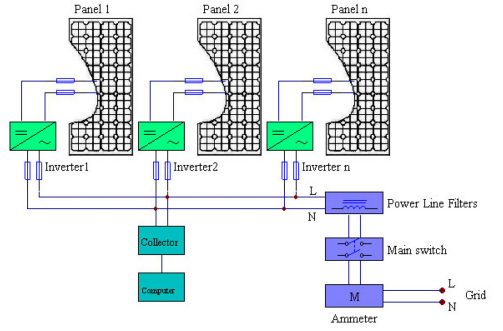 Panel 1
Panel 2
Panel n
Inverter1
Inverter2
Inverter n
L
N
Power Line Filters
Collector
Main switch
Computer
M
L
N
Grid
Ammeter